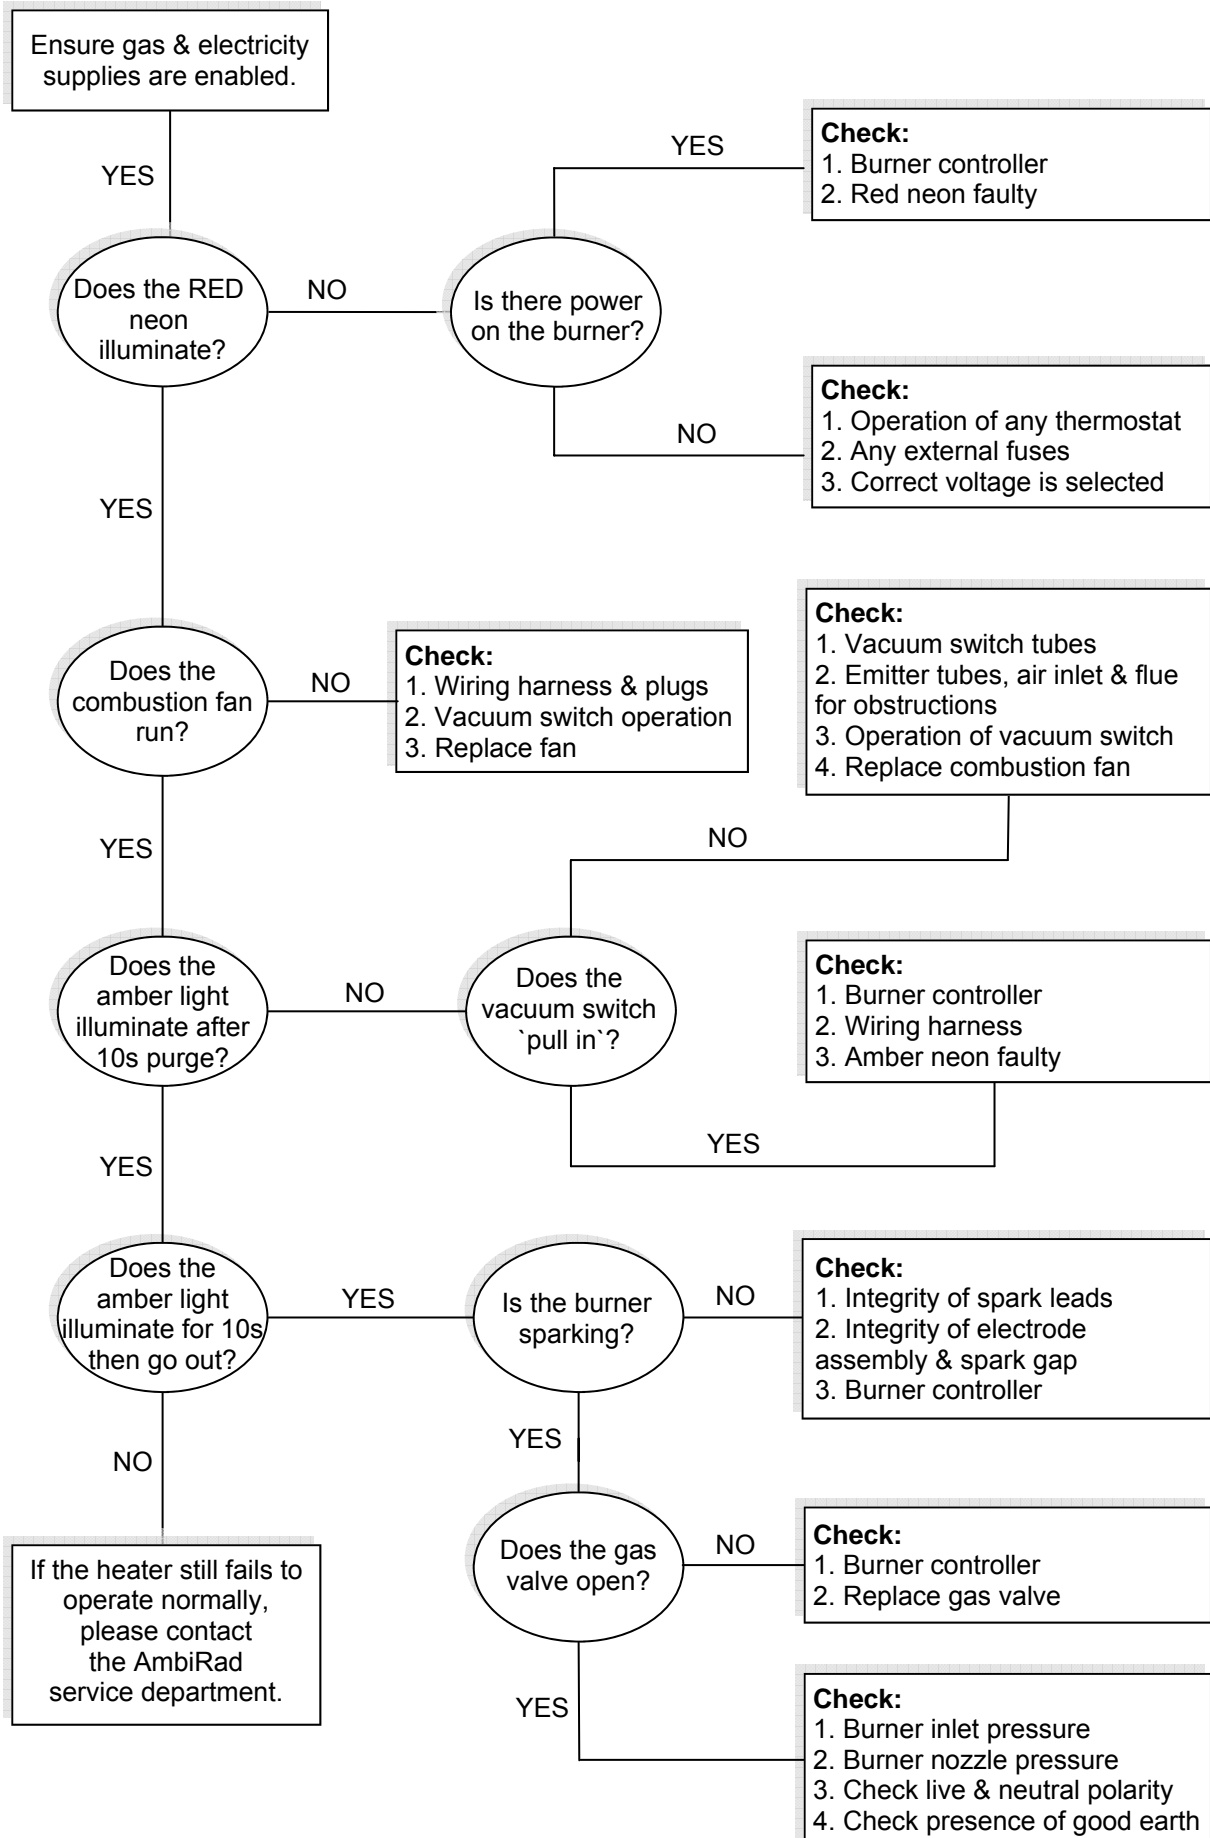 Ensure gas & electricity
supplies are enabled.
YES
Does the RED
neon
illuminate?
NO
Is there power
on the burner?
YES
Check:
1. Burner controller
2. Red neon faulty
NO
Check:
1. Operation of any thermostat
2. Any external fuses
3. Correct voltage is selected
YES
Does the
combustion fan
run?
NO
Check:
1. Wiring harness & plugs
2. Vacuum switch operation
3. Replace fan
YES
Does the
amber light
illuminate after
10s purge?
NO
Does the
vacuum switch
`pull in`?
NO
Check:
1. Vacuum switch tubes
2. Emitter tubes, air inlet & flue
for obstructions
3. Operation of vacuum switch
4. Replace combustion fan
YES
Check:
1. Burner controller
2. Wiring harness
3. Amber neon faulty
YES
Does the
amber light
illuminate for 10s
then go out?
YES
Is the burner
sparking?
NO
Check:
1. Integrity of spark leads
2. Integrity of electrode
assembly & spark gap
3. Burner controller
YES
Does the gas
valve open?
NO
Check:
1. Burner controller
2. Replace gas valve
YES
Check:
1. Burner inlet pressure
2. Burner nozzle pressure
3. Check live & neutral polarity
4. Check presence of good earth
NO
If the heater still fails to
operate normally,
please contact
the AmbiRad
service department.